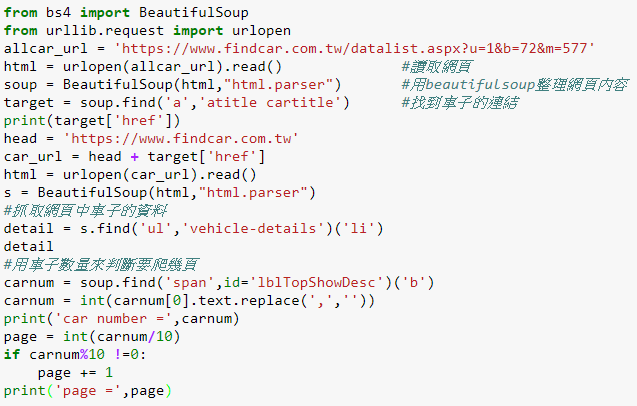 from bs4 import BeautifulSoup
from urllib.request import urlopen
allcar_url = 'https://www.findcar.com.tw/datalist.aspx?u=1&b=72&m=577'
html = urlopen(allcar_url).read() #讀取網頁
soup = BeautifulSoup(html,"html.parser") #用beautifulsoup整理網頁內容
target = soup.find('a','atitle cartitle') #找到車子的連結
print(target['href'])
head = 'https://www.findcar.com.tw'
car_url = head + target['href']
html = urlopen(car_url).read()
s = BeautifulSoup(html,"html.parser")
#抓取網頁中車子的資料
detail = s.find('ul','vehicle-details')('li')
detail
#用車子數量來判斷要爬幾頁
carnum = soup.find('span',id='lblTopShowDesc')('b')
carnum = int(carnum[0].text.replace(',',''))
print('car number =',carnum)
page = int(carnum/10)
if carnum%10 !=0:
    page += 1
print('page =',page)